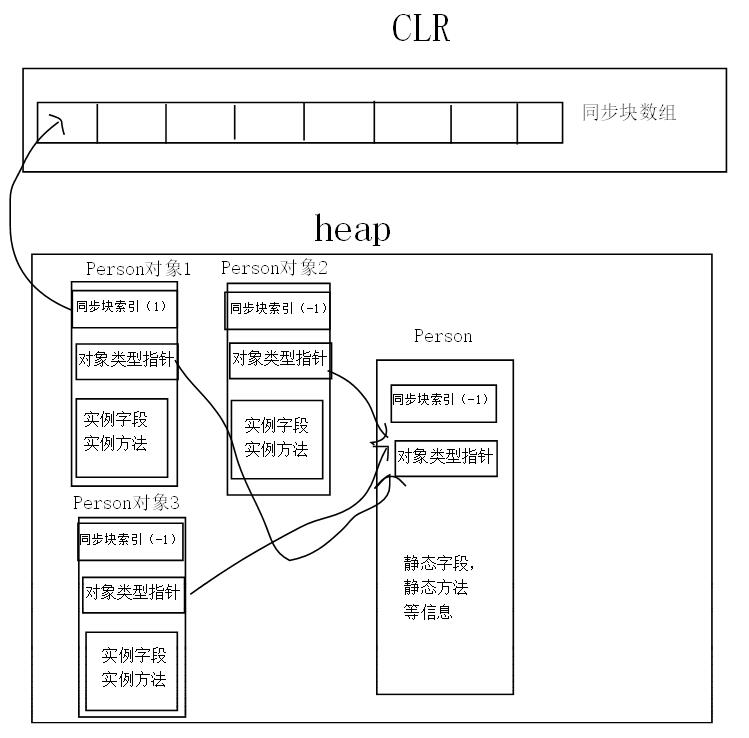 CLR
同步块数组
heap
Person对象1
同步块索引（1）
对象类型指针
实例字段
实例方法
Person对象2
同步块索引（-1）
对象类型指针
实例字段
实例方法
Person
同步块索引（-1）
对象类型指针
静态字段，
静态方法
等信息
Person对象3
同步块索引（-1）
对象类型指针
实例字段
实例方法